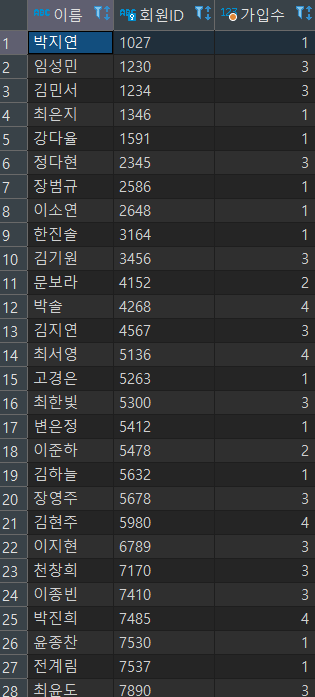 ABC 이름 ABC 회원ID 123 가입수
1 박지연 1027 1
2 임성민 1230 3
3 김민서 1234 3
4 최은지 1346 1
5 강다율 1591 1
6 정다현 2345 3
7 장범규 2586 1
8 이소연 2648 1
9 한진솔 3164 1
10 김기원 3456 3
11 문보라 4152 2
12 박솔 4268 4
13 김지연 4567 3
14 최서영 5136 4
15 고경은 5263 1
16 최한빛 5300 3
17 변은정 5412 1
18 이준하 5478 2
19 김하늘 5632 1
20 장영주 5678 3
21 김현주 5980 4
22 이지현 6789 3
23 천창희 7170 3
24 이종빈 7410 3
25 박진희 7485 4
26 윤종찬 7530 1
27 전계림 7537 1
28 최윤도 7890 3